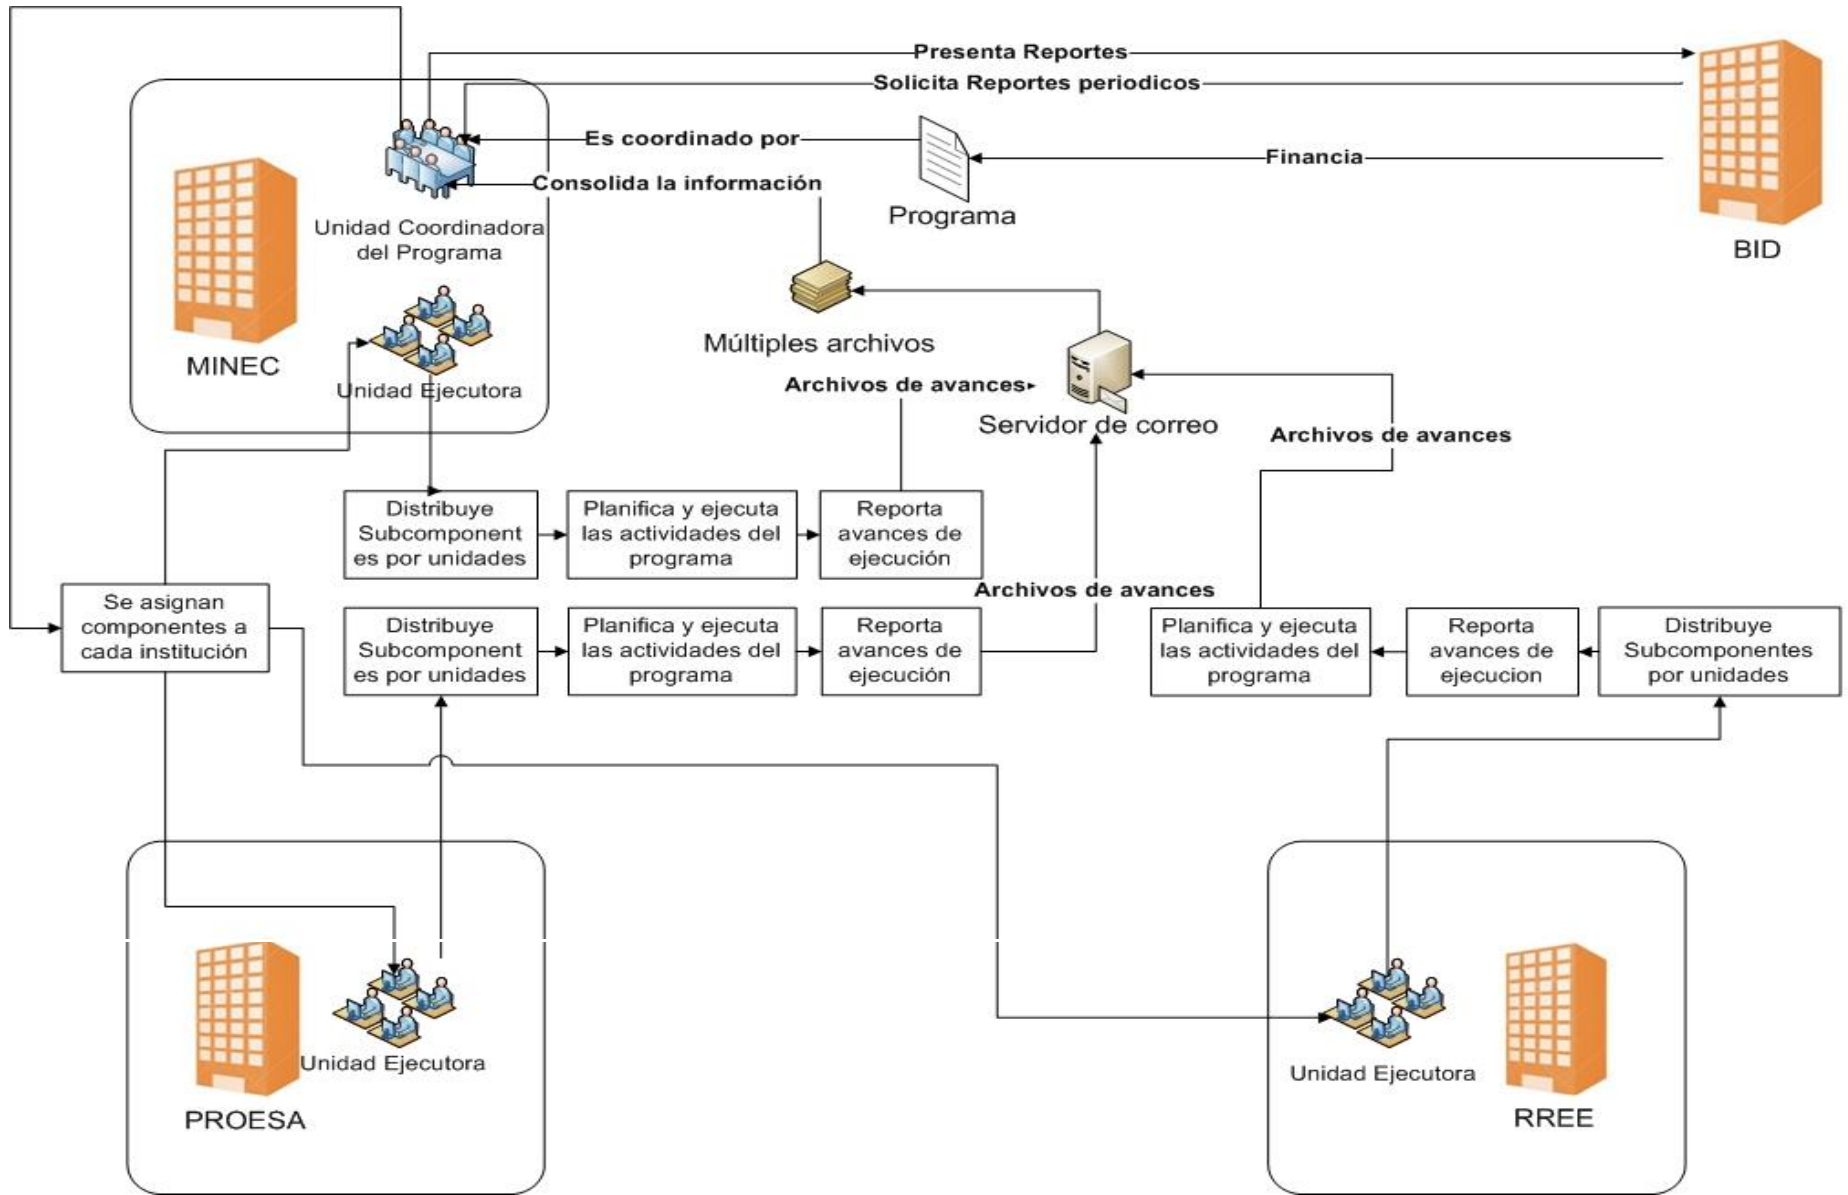 Presenta Reportes
Solicita Reportes periodicos
Es coordinado por
Financia
Consolida la información
Programa
BID
Unidad Coordinadora
del Programa
MINEC
Unidad Ejecutora
Múltiples archivos
Archivos de avances
Servidor de correo
Archivos de avances
Distribuye
Subcomponent
es por unidades
Planifica y ejecuta
las actividades del
programa
Reporta
avances de
ejecución
Archivos de avances
Se asignan
componentes a
cada institución
Distribuye
Subcomponent
es por unidades
Planifica y ejecuta
las actividades del
programa
Reporta
avances de
ejecución
Planifica y ejecuta
las actividades del
programa
Reporta
avances de
ejecucion
Distribuye
Subcomponentes
por unidades
Unidad Ejecutora
PROESA
Unidad Ejecutora
RREE